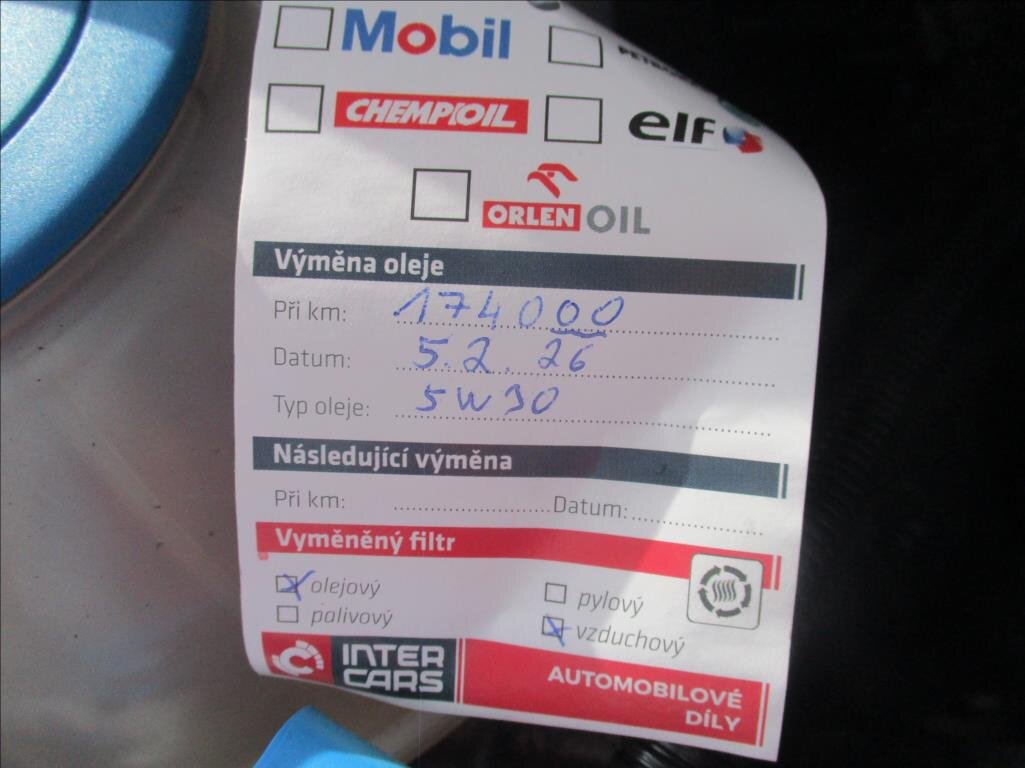 Mobil
CHEMPIOIL
elf
ORLEN OIL
Výměna oleje
Při km: 174000
Datum: 5.2.26
Typ oleje: 5W30
Následující výměna
Při km: Datum:
Vyměněný filtr
olejový pylový
palivový vzduchový
INTER CARS
AUTOMOBILOVÉ DÍLY